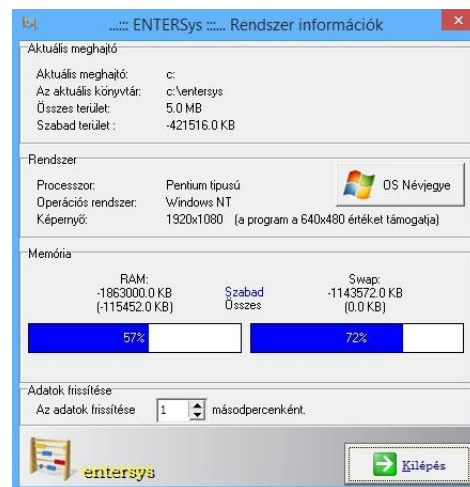 ...::: ENTERSys :::... Rendszer információk
Aktuális meghajtó
Aktuális meghajtó: c:
Az aktuális könyvtár: c:\entersys
Összes terület: 5.0 MB
Szabad terület : -421516.0 KB
Rendszer
Processzor: Pentium tipusú
Operációs rendszer: Windows NT
Képernyő: 1920x1080 (a program a 640x480 értéket támogatja)
OS Névjegye
Memória
RAM: Swap:
-1863000.0 KB Szabad -1143572.0 KB
(-115452.0 KB) Összes (0.0 KB)
57% 72%
Adatok frissítése
Az adatok frissítése 1 másodpercenként.
entersys
Kilépés